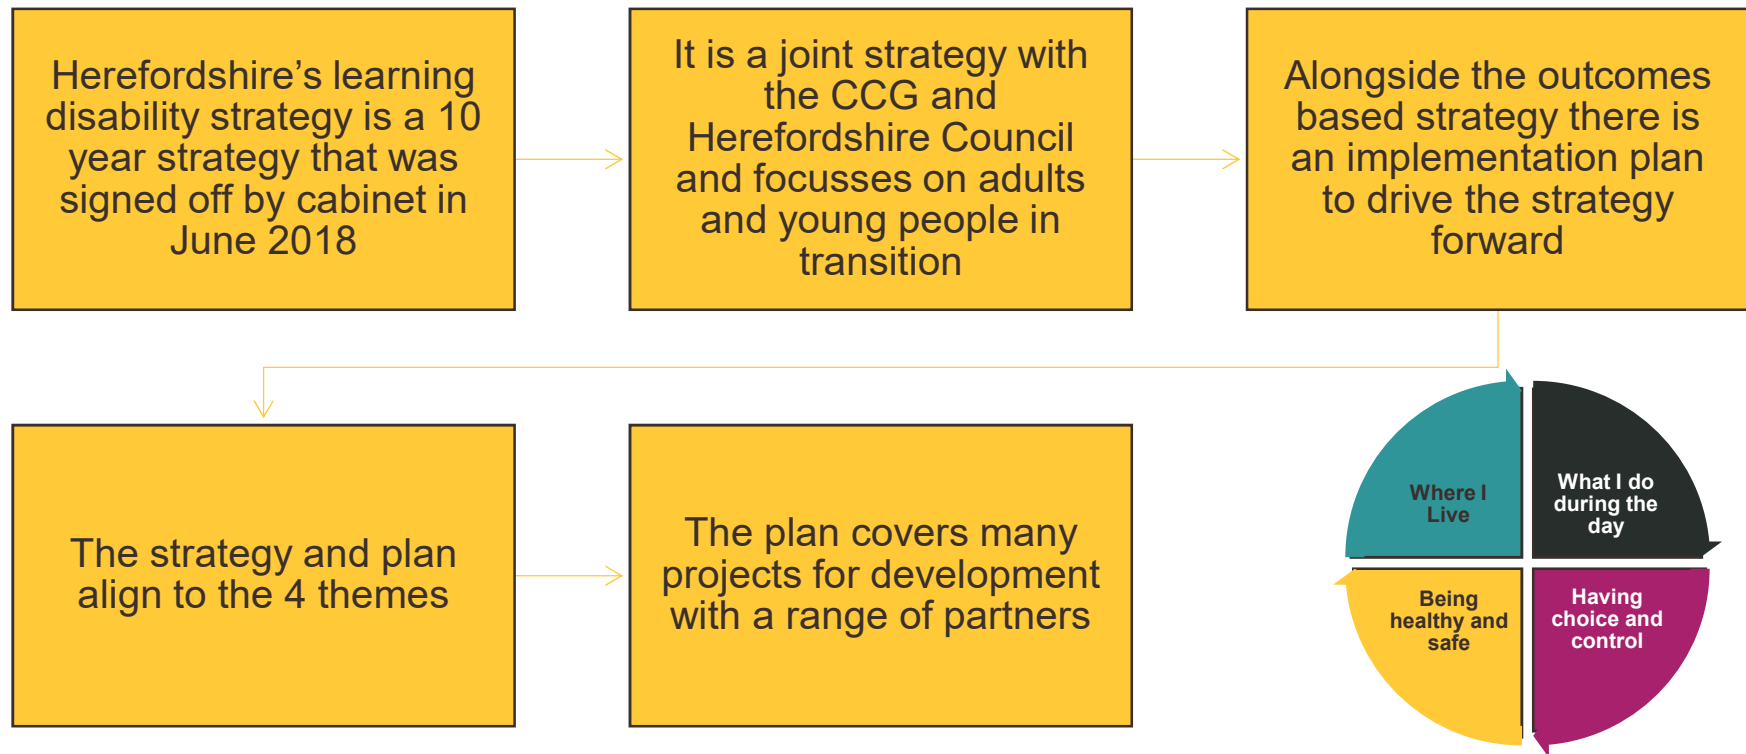 Herefordshire’s learning
disability strategy is a 10
year strategy that was
signed off by cabinet in
June 2018
It is a joint strategy with
the CCG and
Herefordshire Council
and focusses on adults
and young people in
transition
Alongside the outcomes
based strategy there is
an implementation plan
to drive the strategy
forward
The strategy and plan
align to the 4 themes
The plan covers many
projects for development
with a range of partners
Where I
Live
What I do
during the
day
Being
healthy and
safe
Having
choice and
control